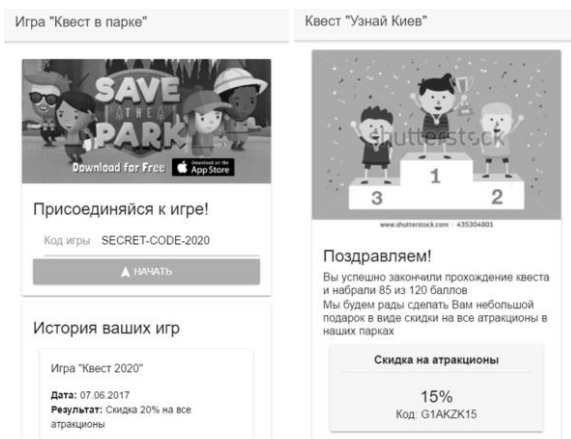 Игра "Квест в парке"
SAVE
THE
PARK
Download for Free
Download on the
App Store
Присоединяйся к игре!
Код игры SECRET-CODE-2020
НАЧАТЬ
История ваших игр
Игра "Квест 2020"
Дата: 07.06.2017
Результат: Скидка 20% на все
атракционы
Квест "Узнай Киев"
shutterstock
1
3
2
www.shutterstock.com · 435304801
Поздравляем!
Вы успешно закончили прохождение квеста
и набрали 85 из 120 баллов
Мы будем рады сделать Вам небольшой
подарок в виде скидки на все атракционы в
наших парках
Скидка на атракционы
15%
Код: G1AKZK15